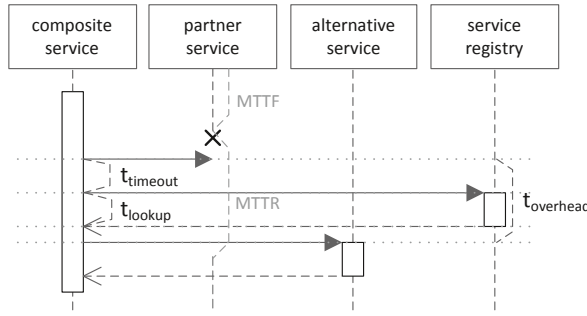 composite
service
partner
service
alternative
service
service
registry
MTTF
t_timeout
t_lookup
MTTR
t_overhead